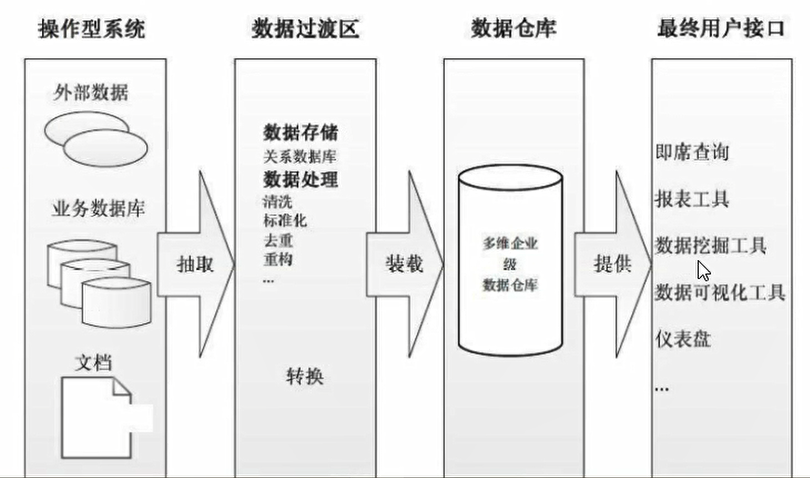 操作型系统
数据过渡区
数据仓库
最终用户接口
外部数据
业务数据库
文档
抽取
数据存储
关系数据库
数据处理
清洗
标准化
去重
重构
...
转换
装载
多维企业
级
数据仓库
提供
即席查询
报表工具
数据挖掘工具
数据可视化工具
仪表盘
...